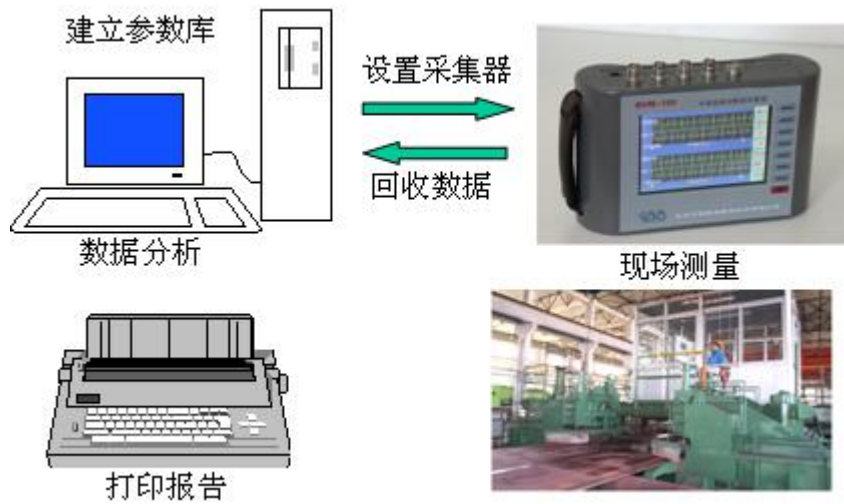 建立参数库
设置采集器
回收数据
数据分析
现场测量
打印报告